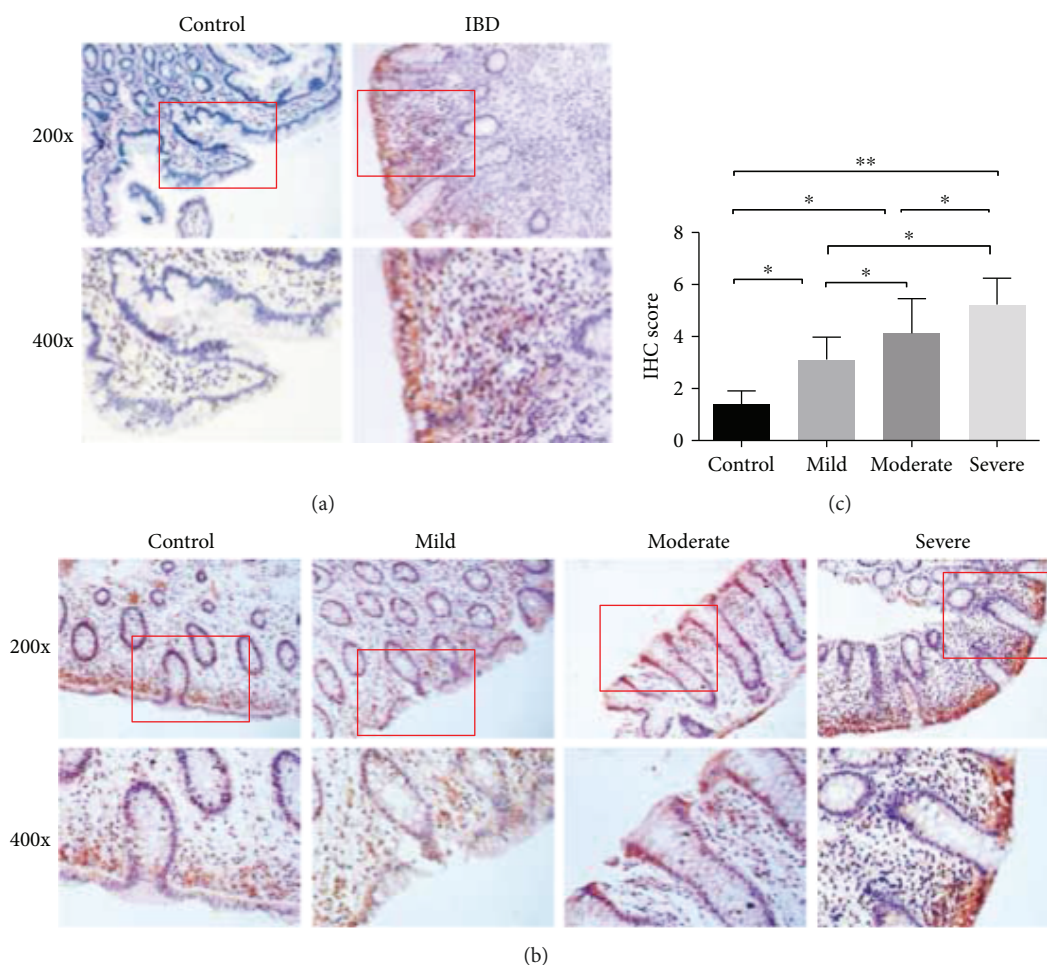 Control IBD
200x
400x
(a)
**
* *
*
* *
8
6
4
2
0
IHC score
Control Mild Moderate Severe
(c)
Control Mild Moderate Severe
200x
400x
(b)